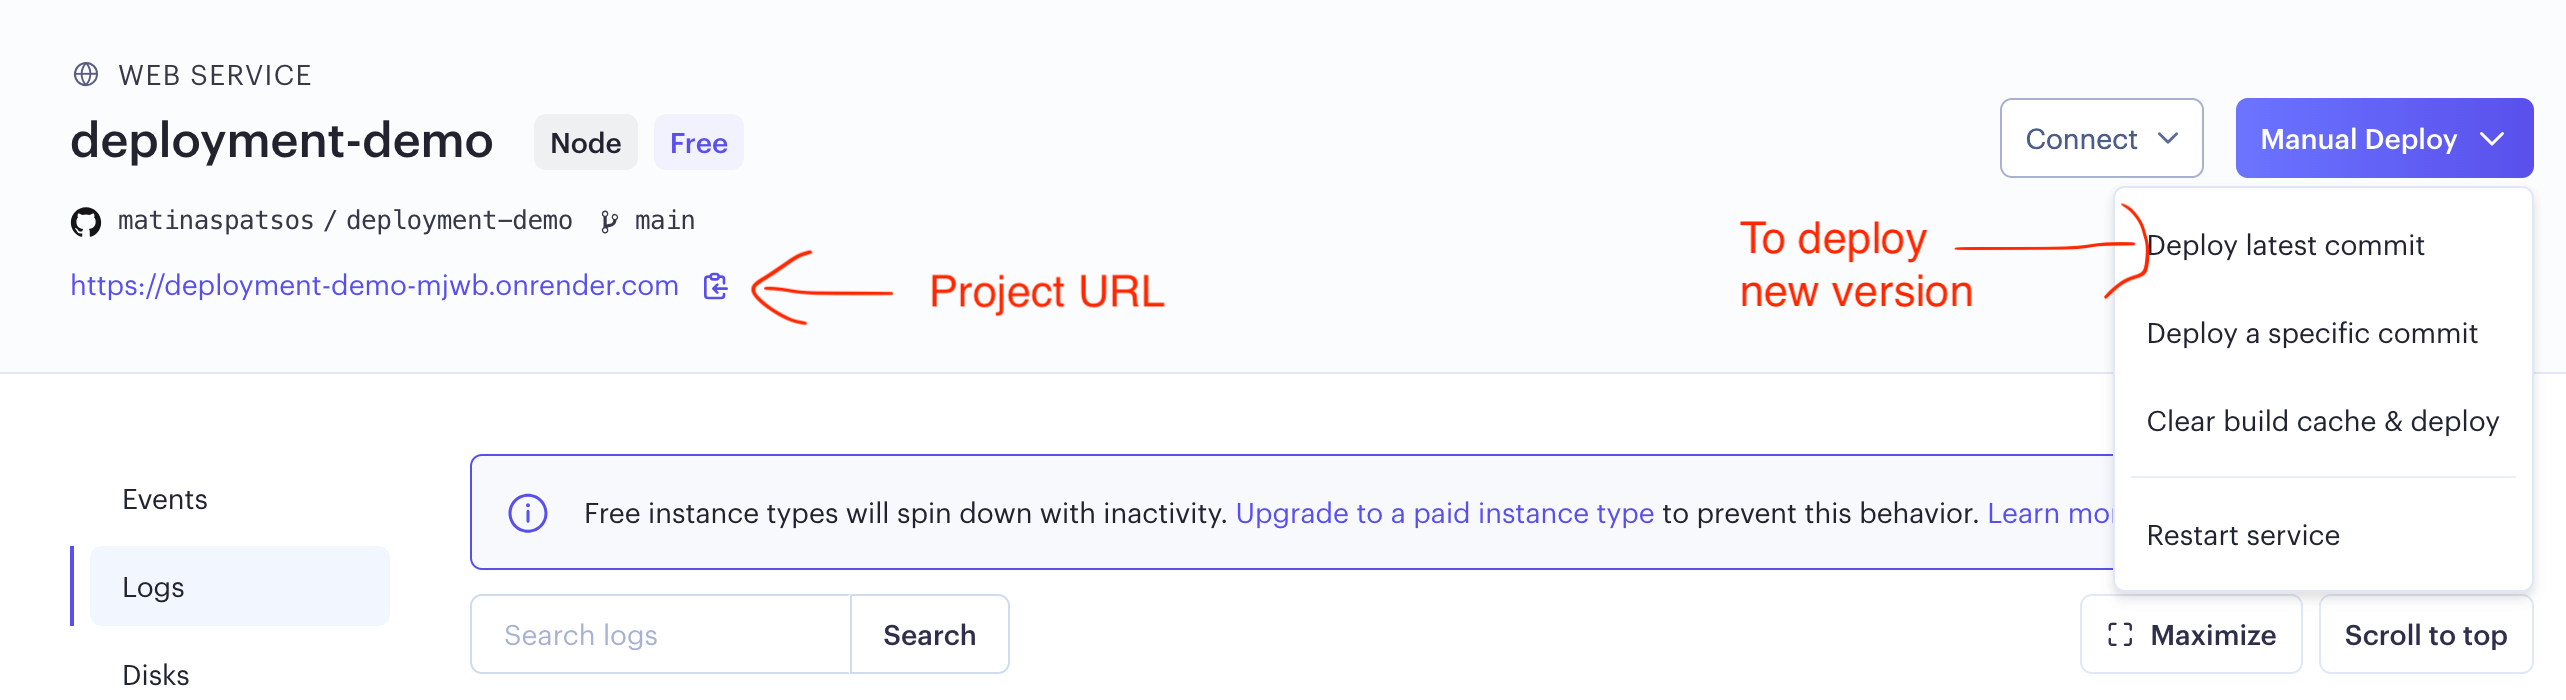 WEB SERVICE
deployment-demo Node Free
Connect Manual Deploy
matinaspatsos / deployment-demo main
https://deployment-demo-mjwb.onrender.com
Project URL
To deploy
new version
Deploy latest commit
Deploy a specific commit
Clear build cache & deploy
Restart service
Events
Logs
Disks
Free instance types will spin down with inactivity. Upgrade to a paid instance type to prevent this behavior. Learn
Search logs Search
Maximize Scroll to top